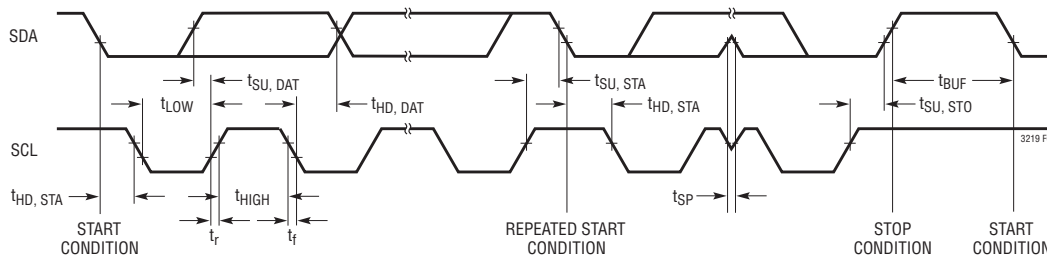 SDA
tSU, DAT
tSU, STA
tBUF
tLOW
tHD, DAT
tHD, STA
tSU, STO
SCL
3219 F
tHD, STA
tHIGH
tSP
tr
tf
START
CONDITION
REPEATED START
CONDITION
STOP
CONDITION
START
CONDITION